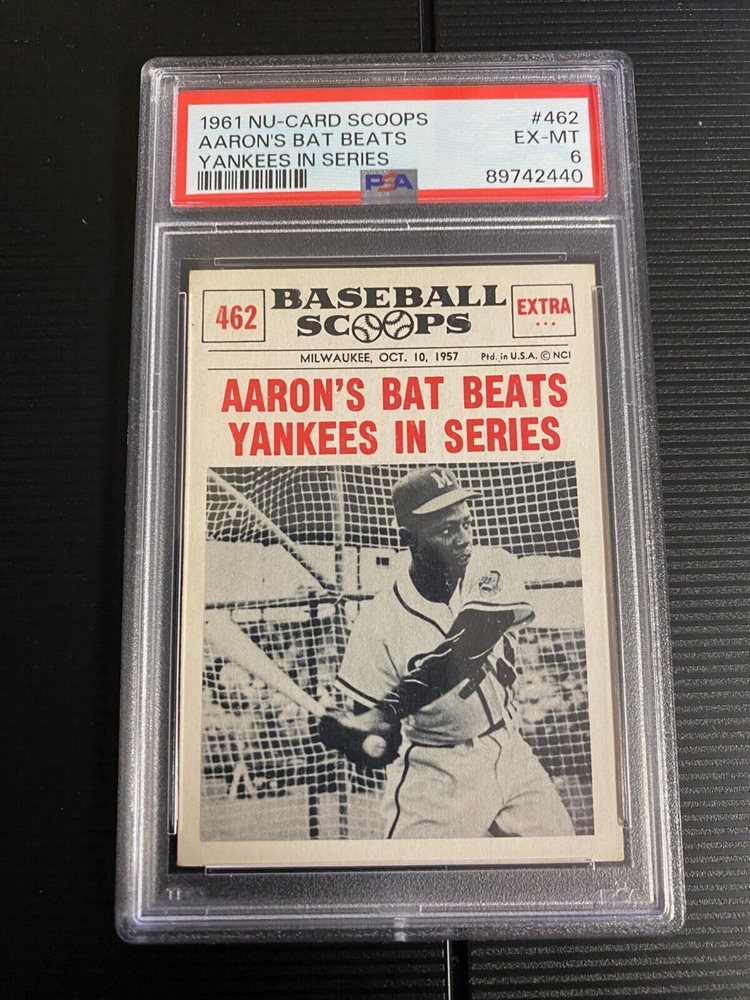 1961 NU-CARD SCOOPS #462
AARON'S BAT BEATS EX-MT
YANKEES IN SERIES 6
PSA 89742440
462 BASEBALL SCOOPS EXTRA ...
MILWAUKEE, OCT. 10, 1957 Ptd. in U.S.A. © NCI
AARON'S BAT BEATS
YANKEES IN SERIES
M